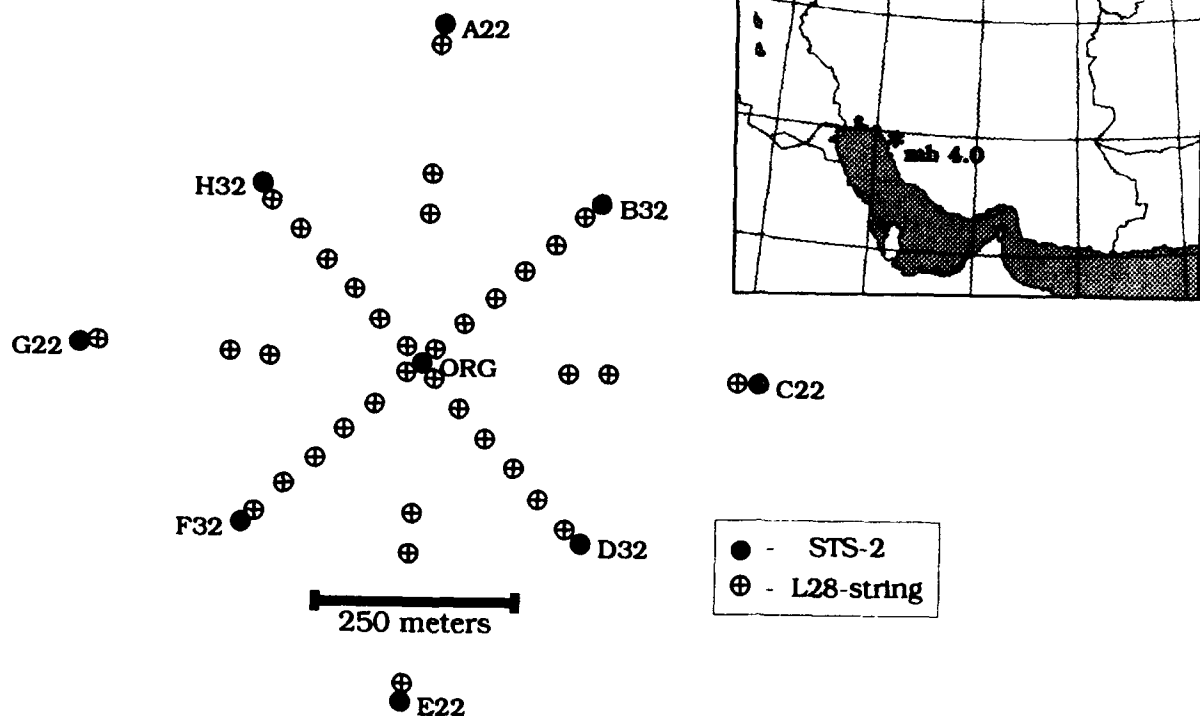 A22
H32
B32
mb 4.0
G22
ORG
C22
F32
D32
- STS-2
- L28-string
250 meters
E22